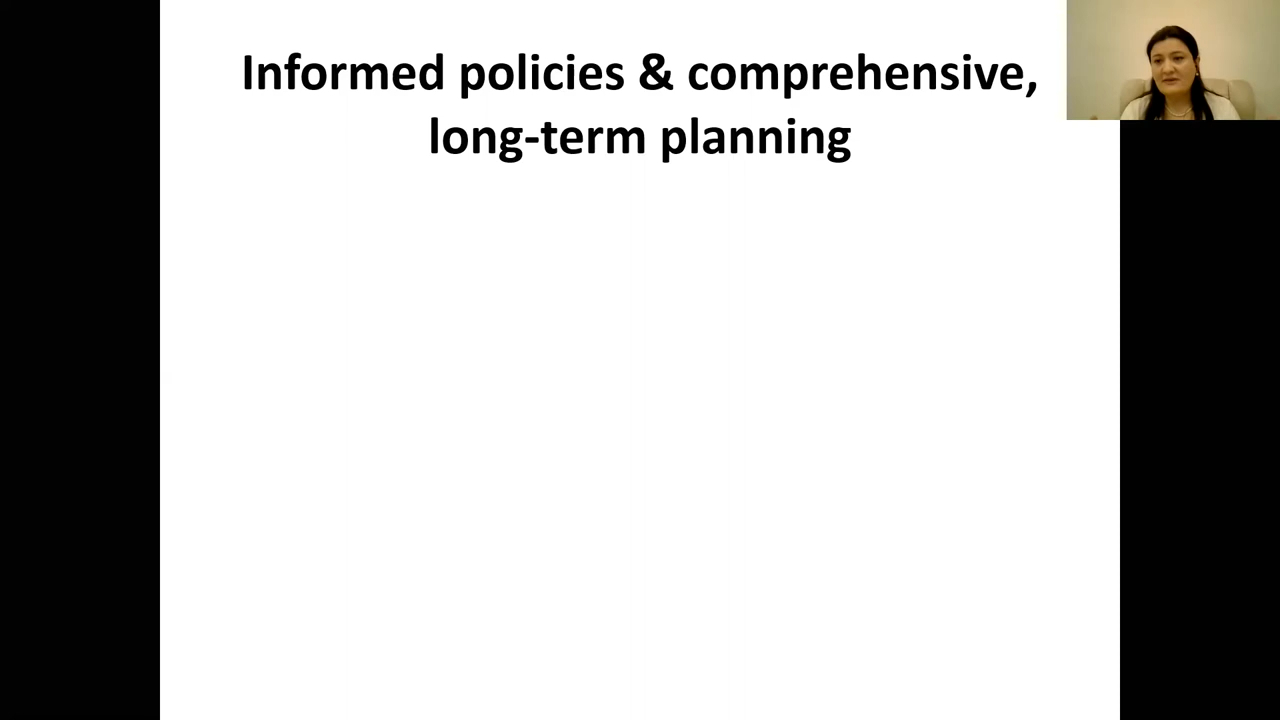 Informed policies & comprehensive,
long-term planning